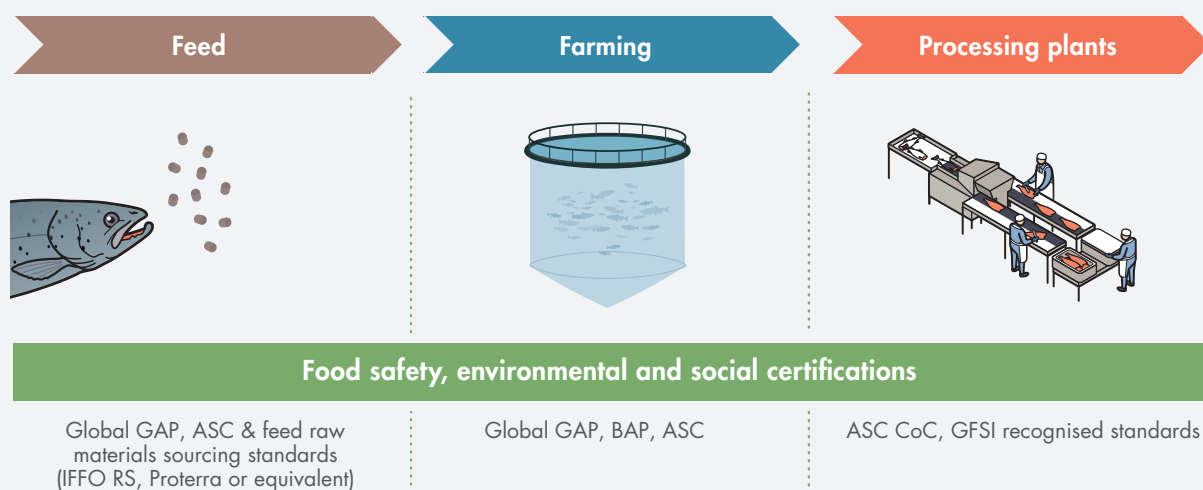 Feed
Farming
Processing plants
Food safety, environmental and social certifications
Global GAP, ASC & feed raw
materials sourcing standards
(IFFO RS, Proterra or equivalent)
Global GAP, BAP, ASC
ASC CoC, GFSI recognised standards